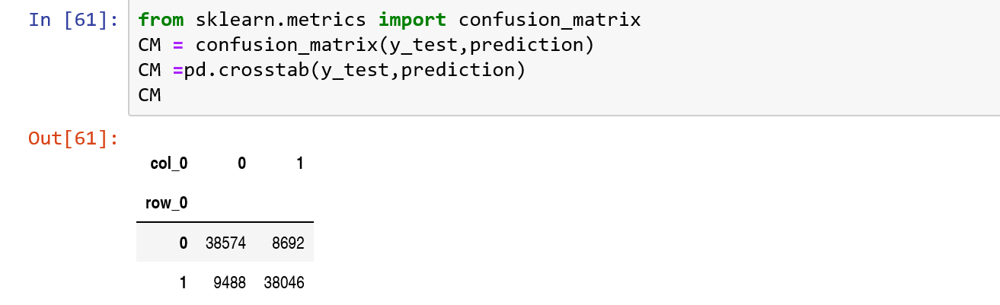 In [61]: from sklearn.metrics import confusion_matrix
CM = confusion_matrix(y_test,prediction)
CM =pd.crosstab(y_test,prediction)
CM
Out[61]:
col_0 0 1
row_0
0 38574 8692
1 9488 38046